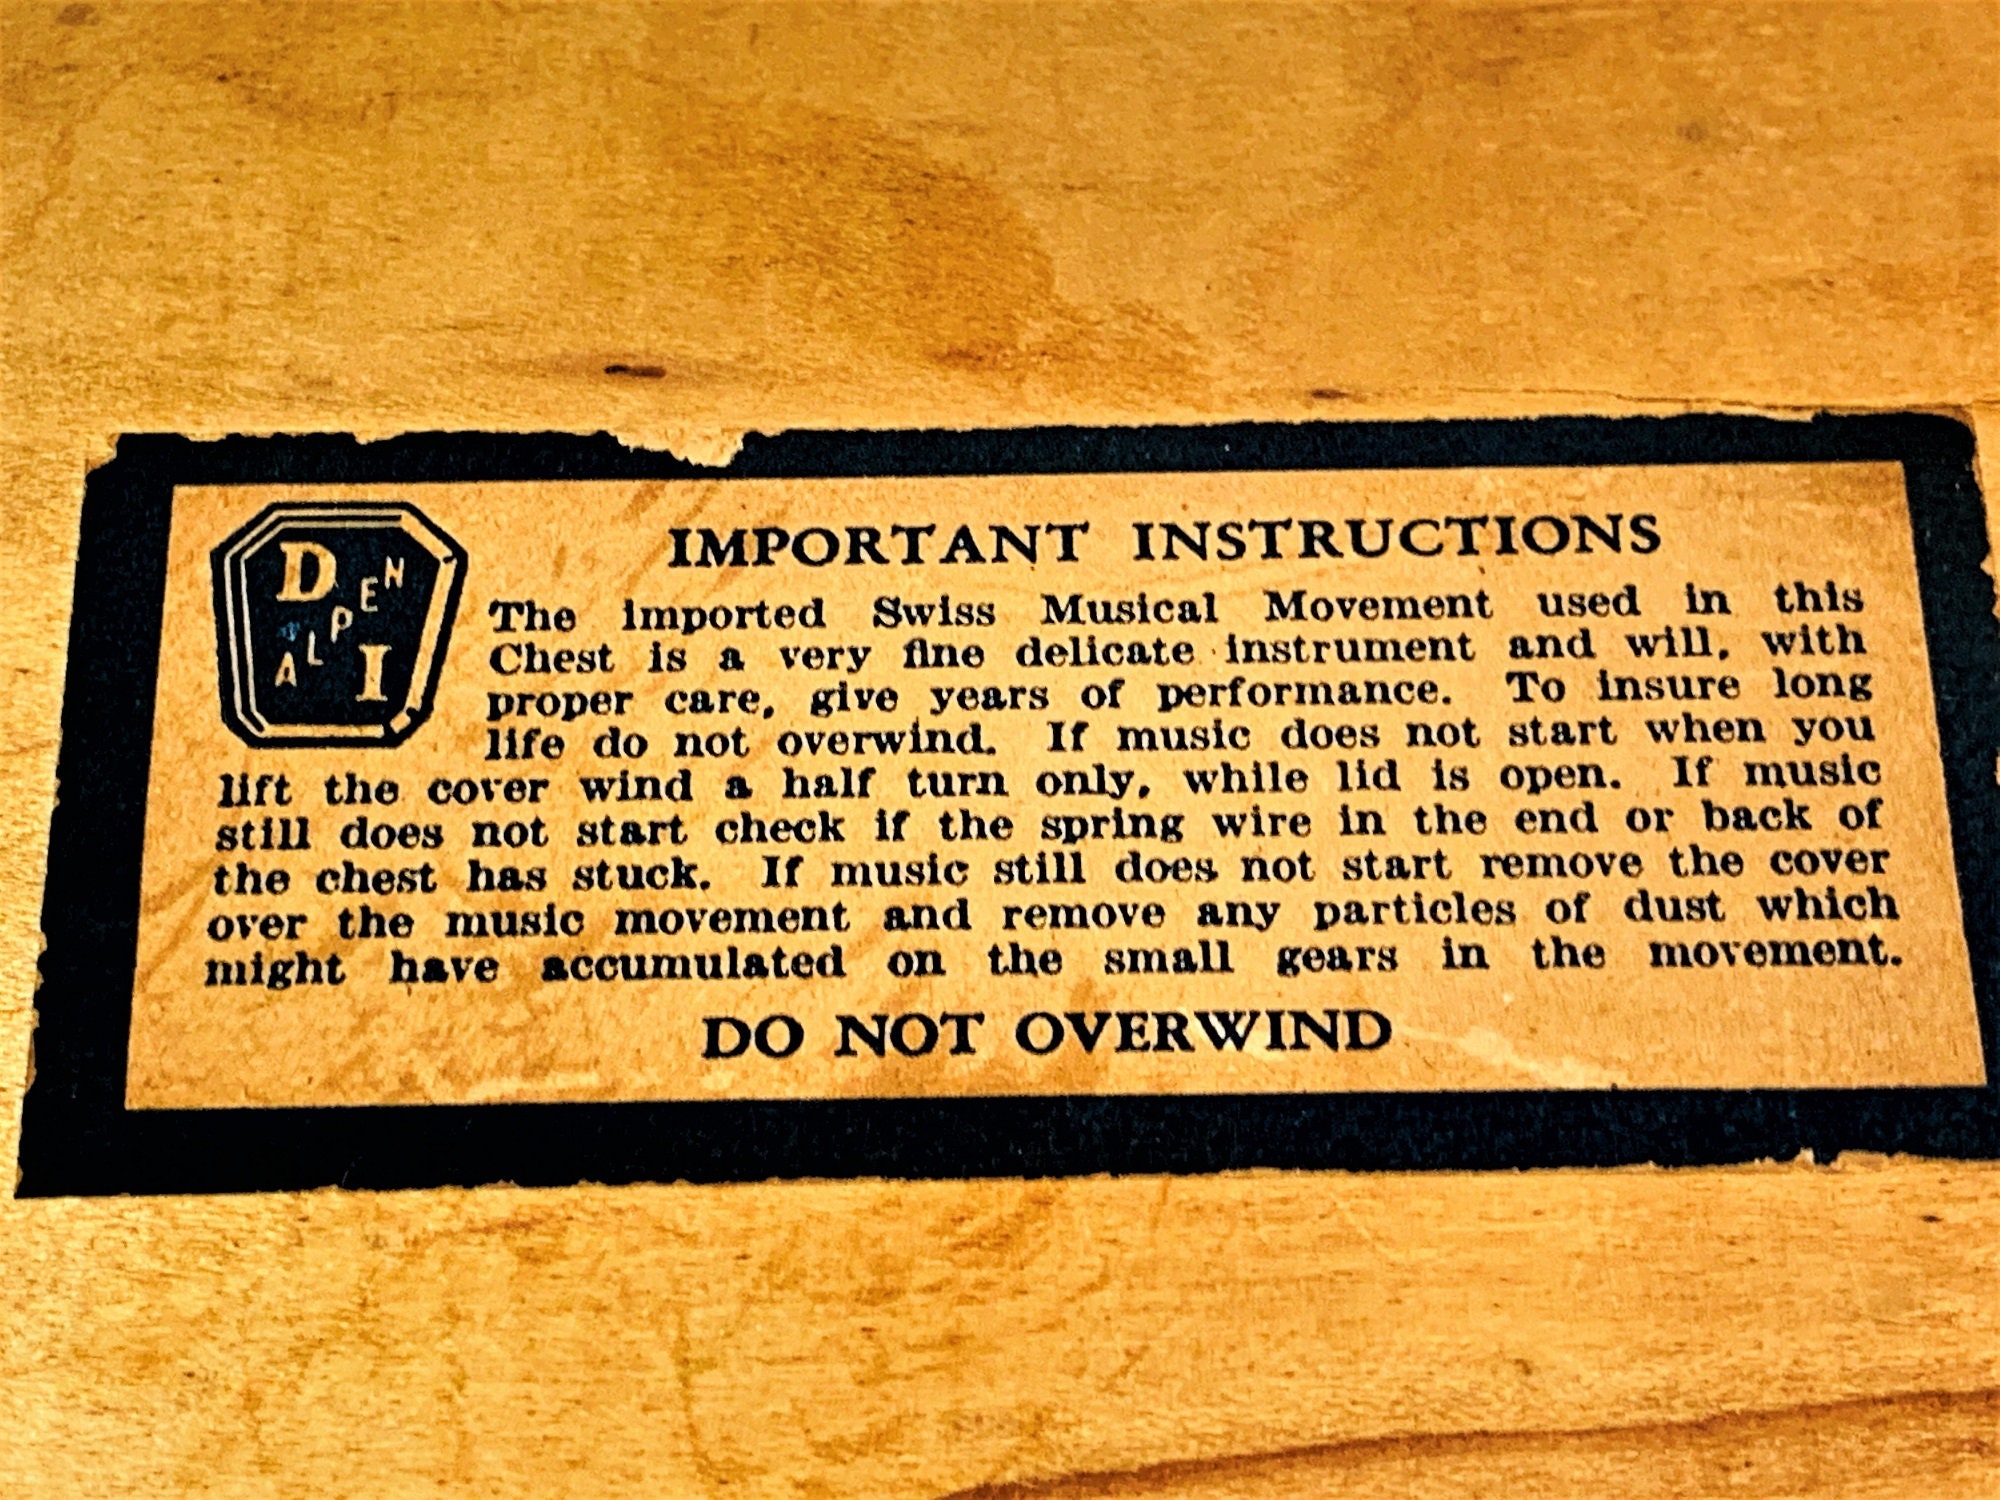 D
ALPEN
I
IMPORTANT INSTRUCTIONS
The imported Swiss Musical Movement used in this
Chest is a very fine delicate instrument and will, with
proper care, give years of performance. To insure long
life do not overwind. If music does not start when you
lift the cover wind a half turn only, while lid is open. If music
still does not start check if the spring wire in the end or back of
the chest has stuck. If music still does not start remove the cover
over the music movement and remove any particles of dust which
might have accumulated on the small gears in the movement.
DO NOT OVERWIND